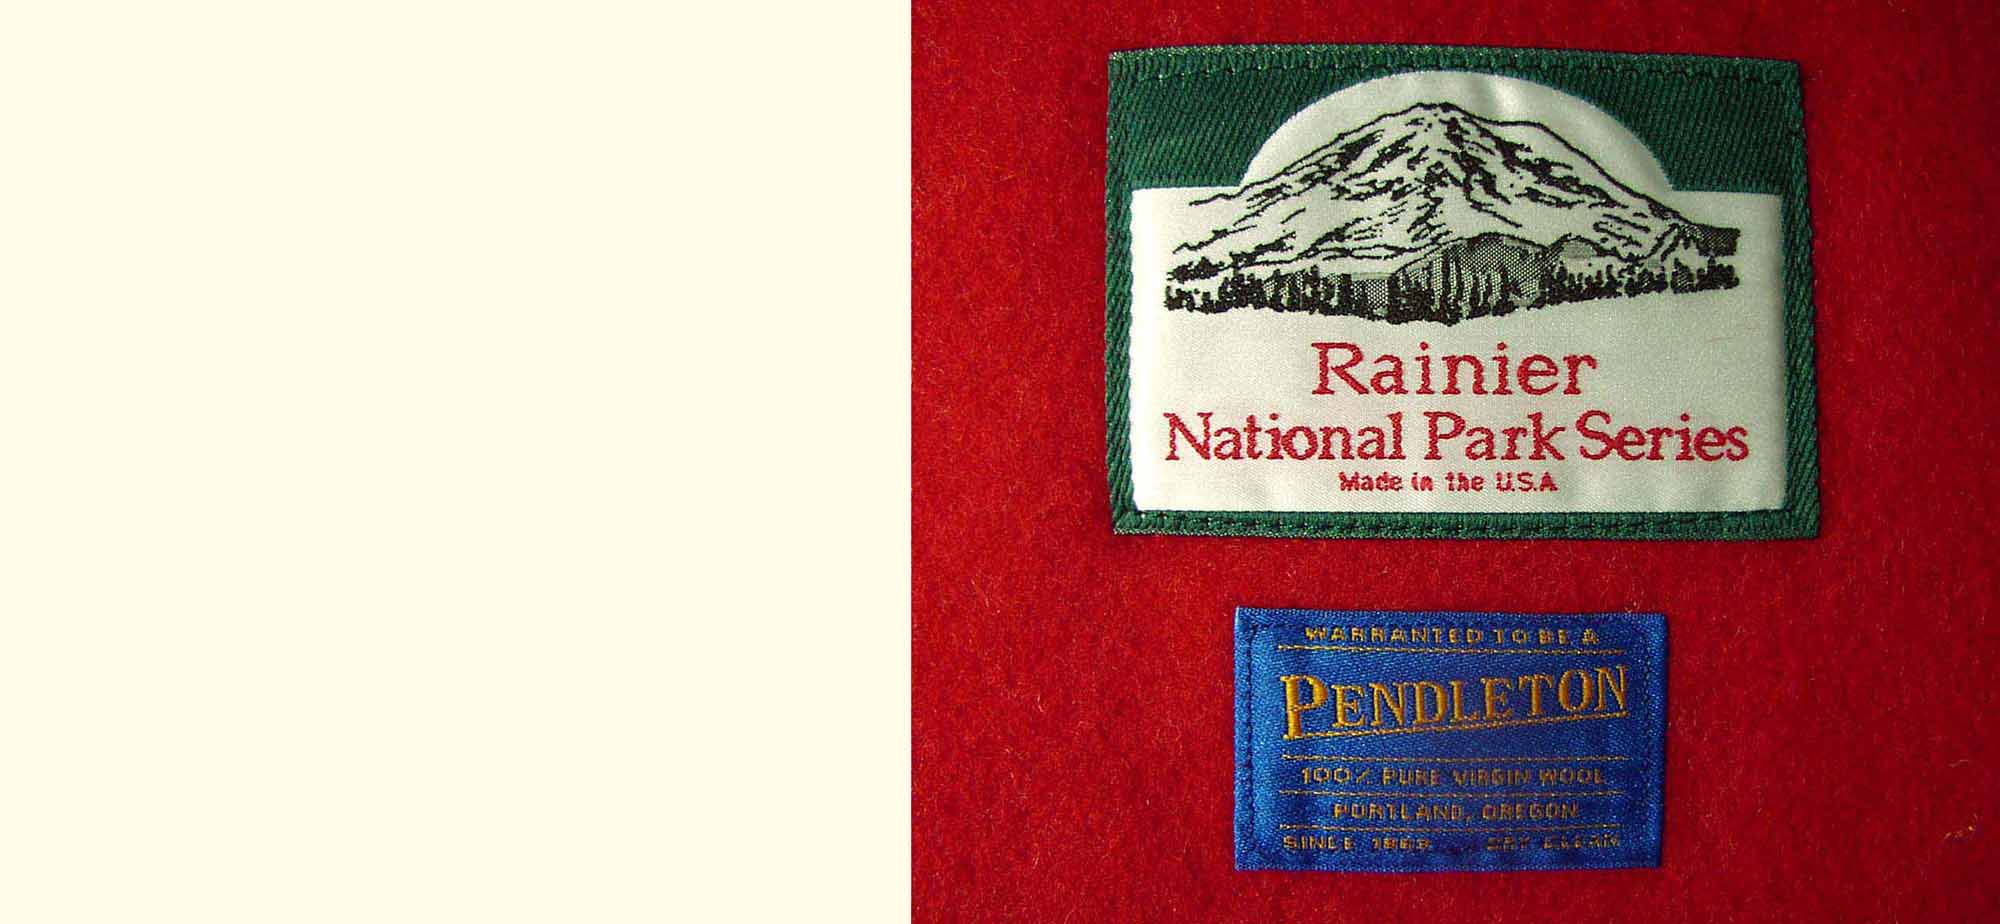 Rainier
National Park Series
Made in the U.S.A
WARRANTED TO BE A
PENDLETON
100% PURE VIRGIN WOOL
PORTLAND, OREGON
SINCE 1863 DRY CLEAN